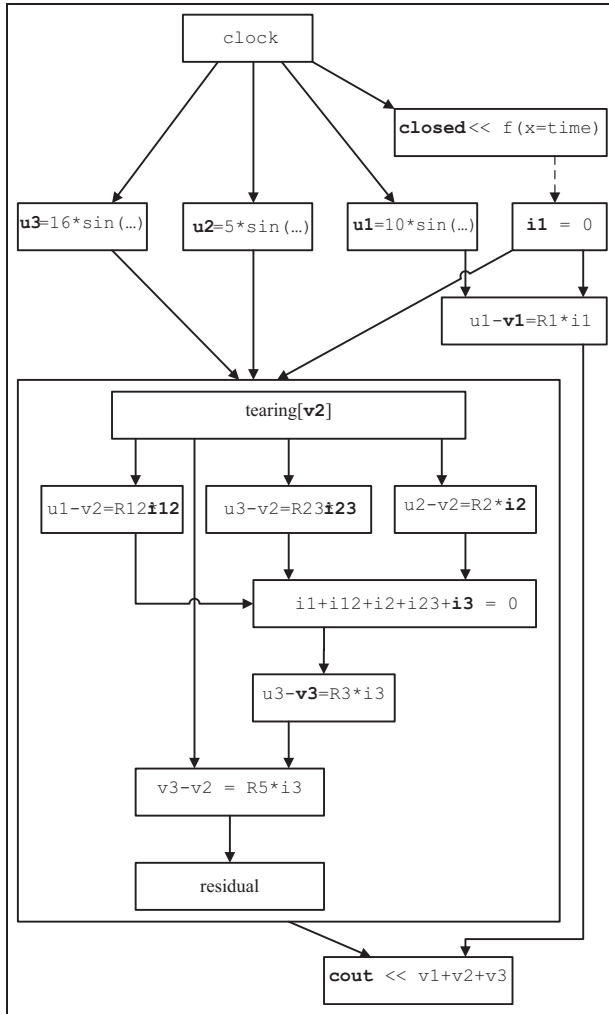 clock
closed<< f(x=time)
u3=16*sin(…)
u2=5*sin(…)
u1=10*sin(…)
i1 = 0
u1-v1=R1*i1
tearing[v2]
u1-v2=R12*i12
u3-v2=R23*i23
u2-v2=R2*i2
i1+i12+i2+i23+i3 = 0
u3-v3=R3*i3
v3-v2 = R5*i3
residual
cout << v1+v2+v3